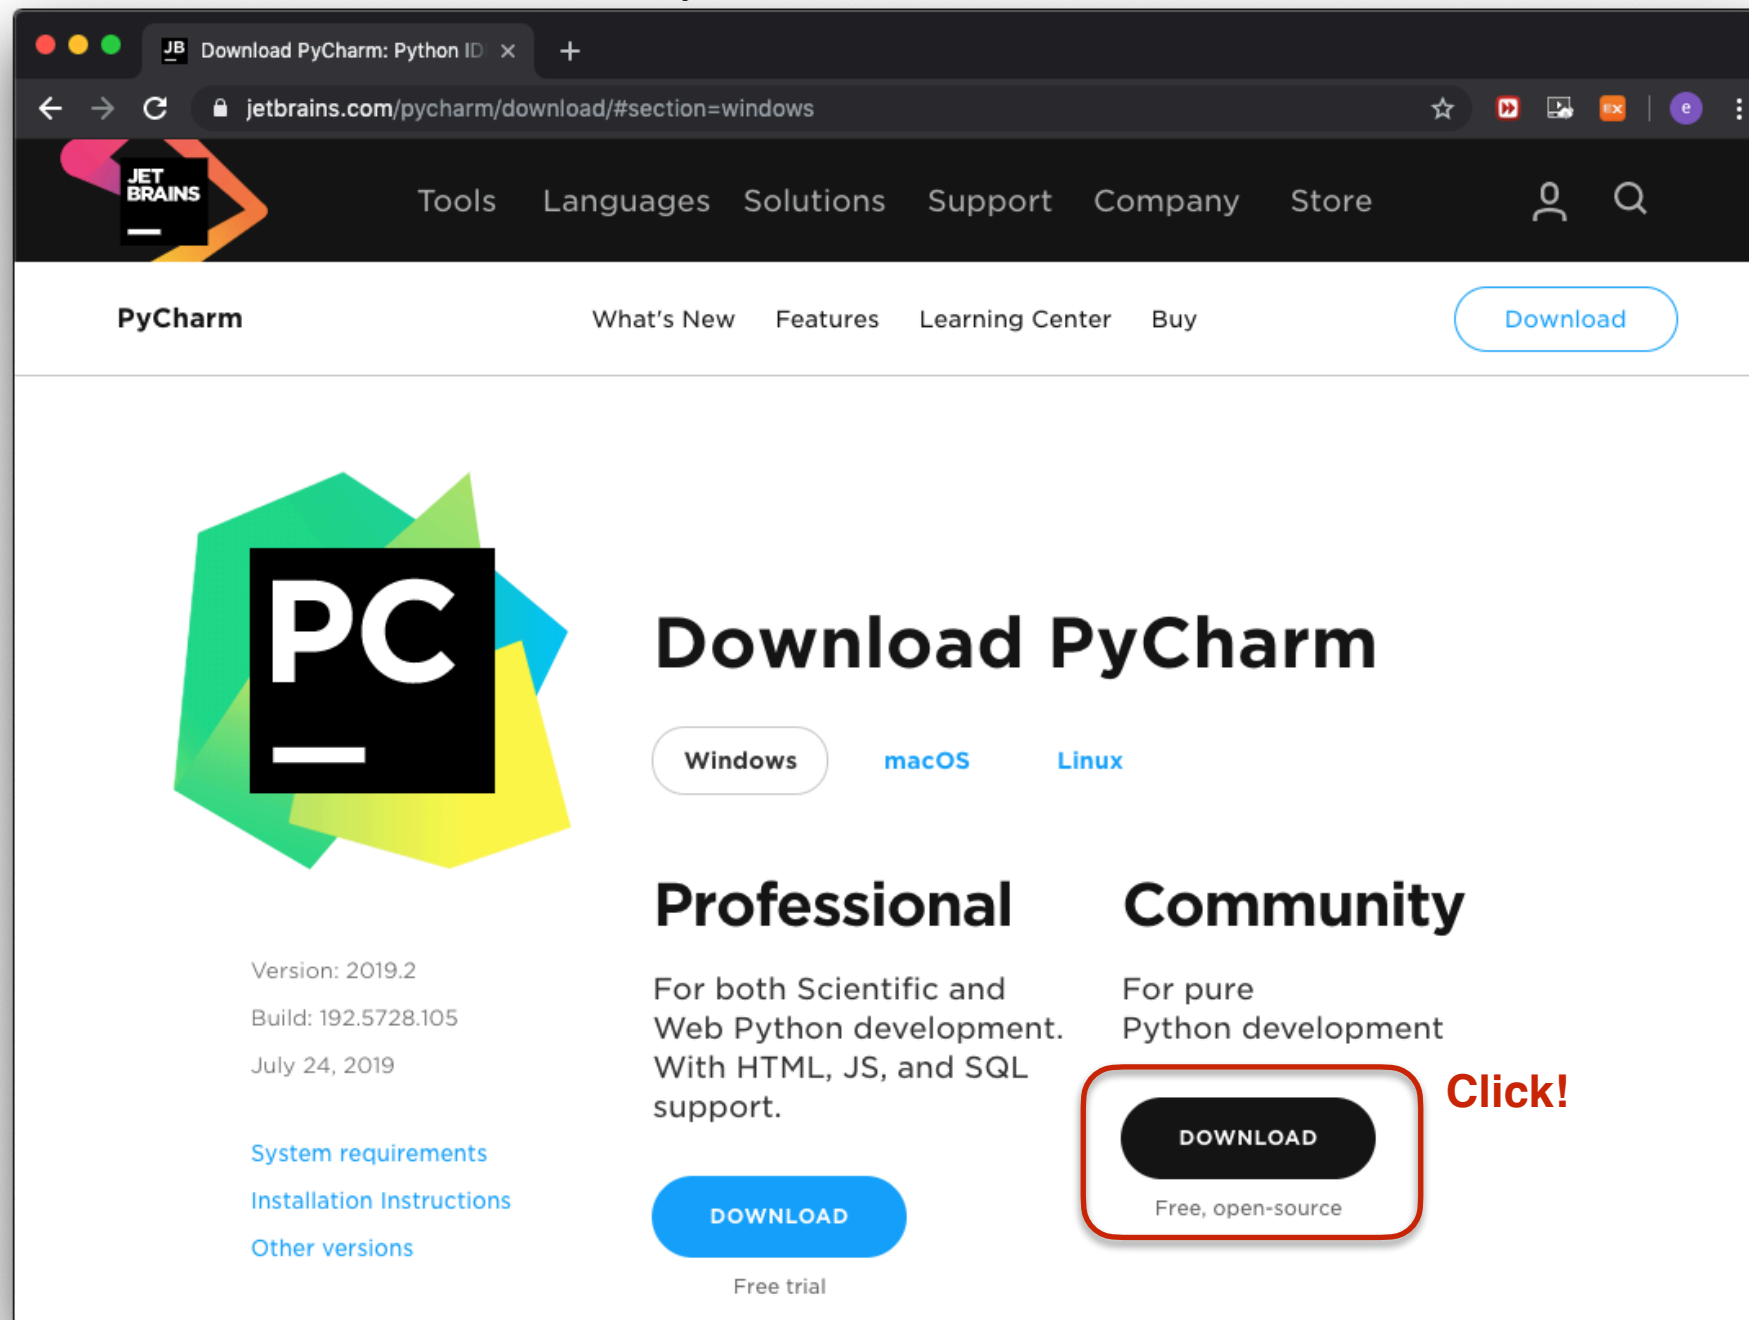 JB Download PyCharm: Python ID
jetbrains.com/pycharm/download/#section=windows
EX
e
JET
BRAINS
Tools Languages Solutions Support Company Store
PyCharm
What's New Features Learning Center Buy
Download
PC
Download PyCharm
Windows macOS Linux
Version: 2019.2
Build: 192.5728.105
July 24, 2019
System requirements
Installation Instructions
Other versions
Professional
For both Scientific and
Web Python development.
With HTML, JS, and SQL
support.
DOWNLOAD
Free trial
Community
For pure
Python development
DOWNLOAD
Free, open-source
Click!